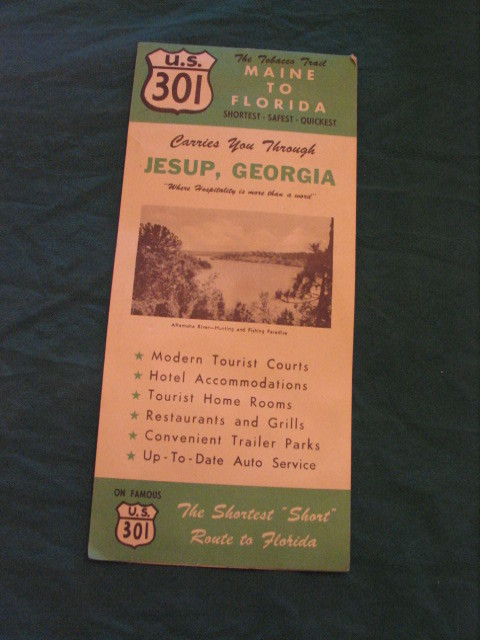 U.S.
301
The Tobacco Trail
MAINE
TO
FLORIDA
SHORTEST - SAFEST - QUICKEST
Carries You Through
JESUP, GEORGIA
"Where Hospitality is more than a word"
Altamaha River—Hunting and Fishing Paradise
★ Modern Tourist Courts
★ Hotel Accommodations
★ Tourist Home Rooms
★ Restaurants and Grills
★ Convenient Trailer Parks
★ Up-To-Date Auto Service
ON FAMOUS
U.S.
301
The Shortest "Short"
Route to Florida